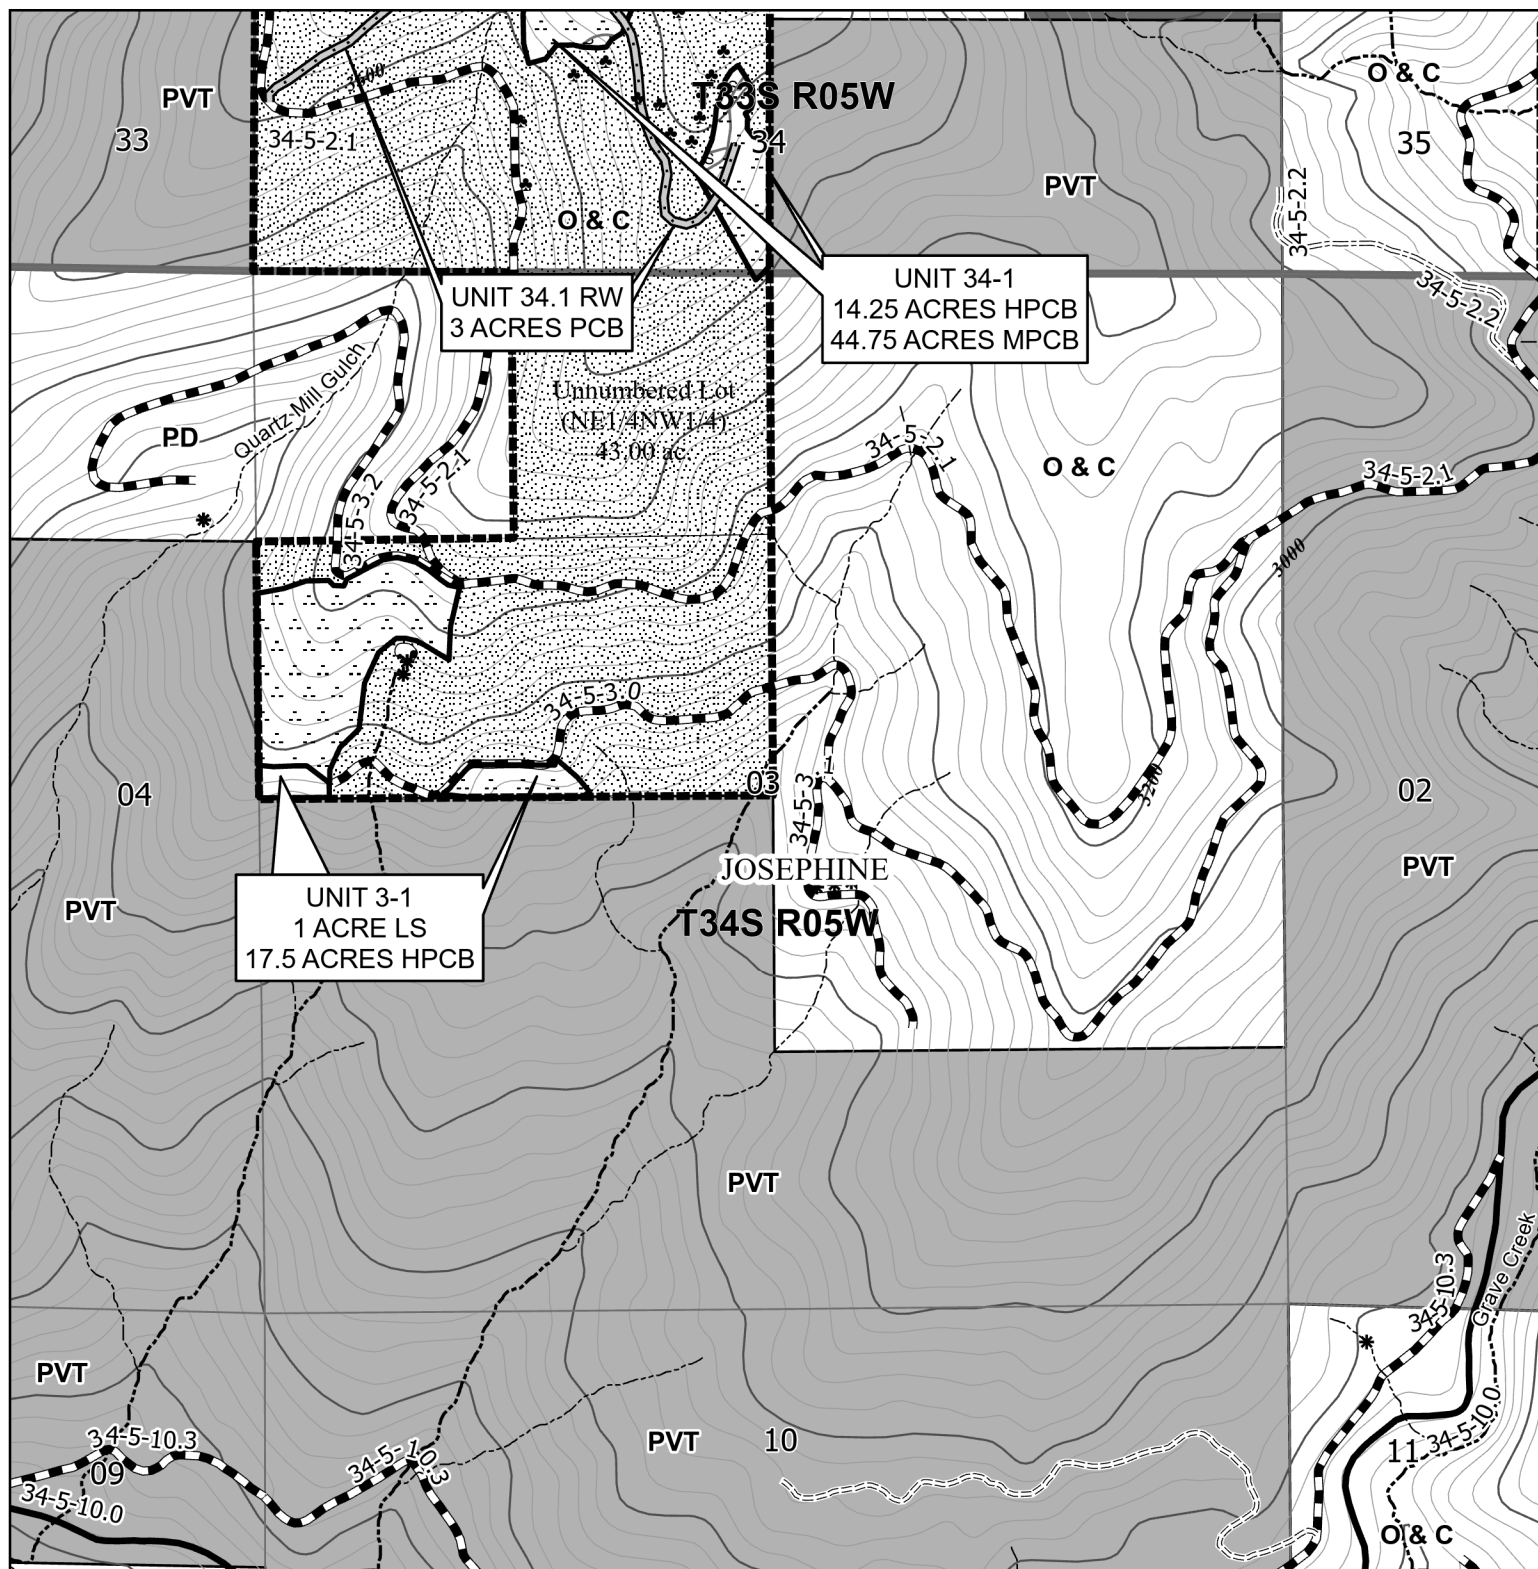 O & C
PVT
3400
T33S R05W
33
34-5-2.1
34
35
PVT
34-5-2.2
O & C
UNIT 34.1 RW
3 ACRES PCB
UNIT 34-1
14.25 ACRES HPCB
44.75 ACRES MPCB
34-5-2.2
Quartz Mill Gulch
PD
Unnumbered Lot
(NE1/4NW1/4)
43.00 ac.
34-5-2.1
O & C
34-5-2.1
34-5-3.2
34-5-2.1
3000
34-5-3.0
04
03
34-5-3.1
3200
02
JOSEPHINE
PVT
UNIT 3-1
1 ACRE LS
17.5 ACRES HPCB
PVT
T34S R05W
PVT
34-5-10.3
Grave Creek
PVT
34-5-10.3
09
34-5-10.3
PVT
10
11
34-5-10.0
34-5-10.0
O & C